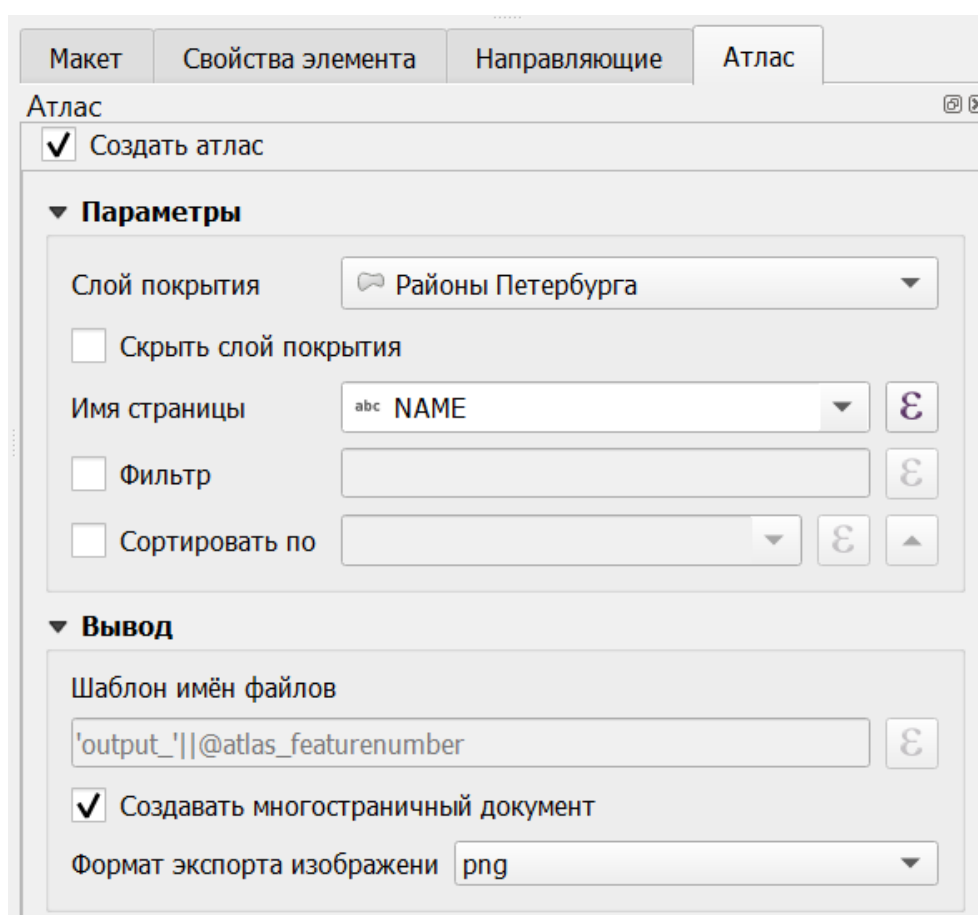 Макет Свойства элемента Направляющие Атлас
Атлас
Создать атлас
Параметры
Слой покрытия Районы Петербурга
Скрыть слой покрытия
Имя страницы abc NAME ε
Фильтр ε
Сортировать по ε
Вывод
Шаблон имён файлов
'output_'||@atlas_featurenumber ε
Создавать многостраничный документ
Формат экспорта изображени png